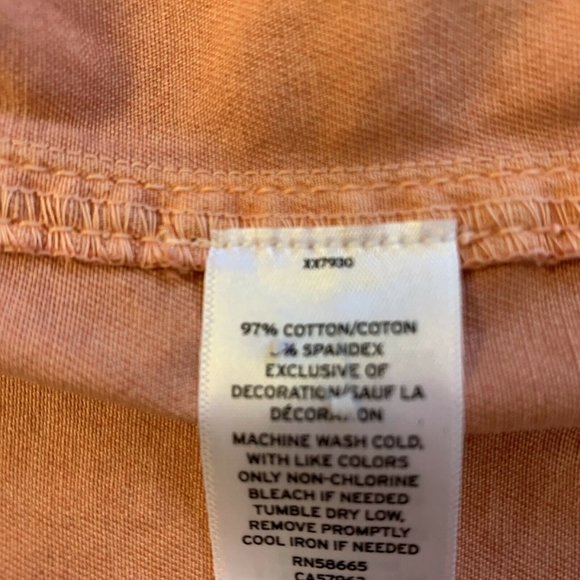 XX7930
97% COTTON/COTON
% SPANDEX
EXCLUSIVE OF
DECORATION/SAUF LA
DÉCORATION
MACHINE WASH COLD,
WITH LIKE COLORS
ONLY NON-CHLORINE
BLEACH IF NEEDED
TUMBLE DRY LOW,
REMOVE PROMPTLY
COOL IRON IF NEEDED
RN58665